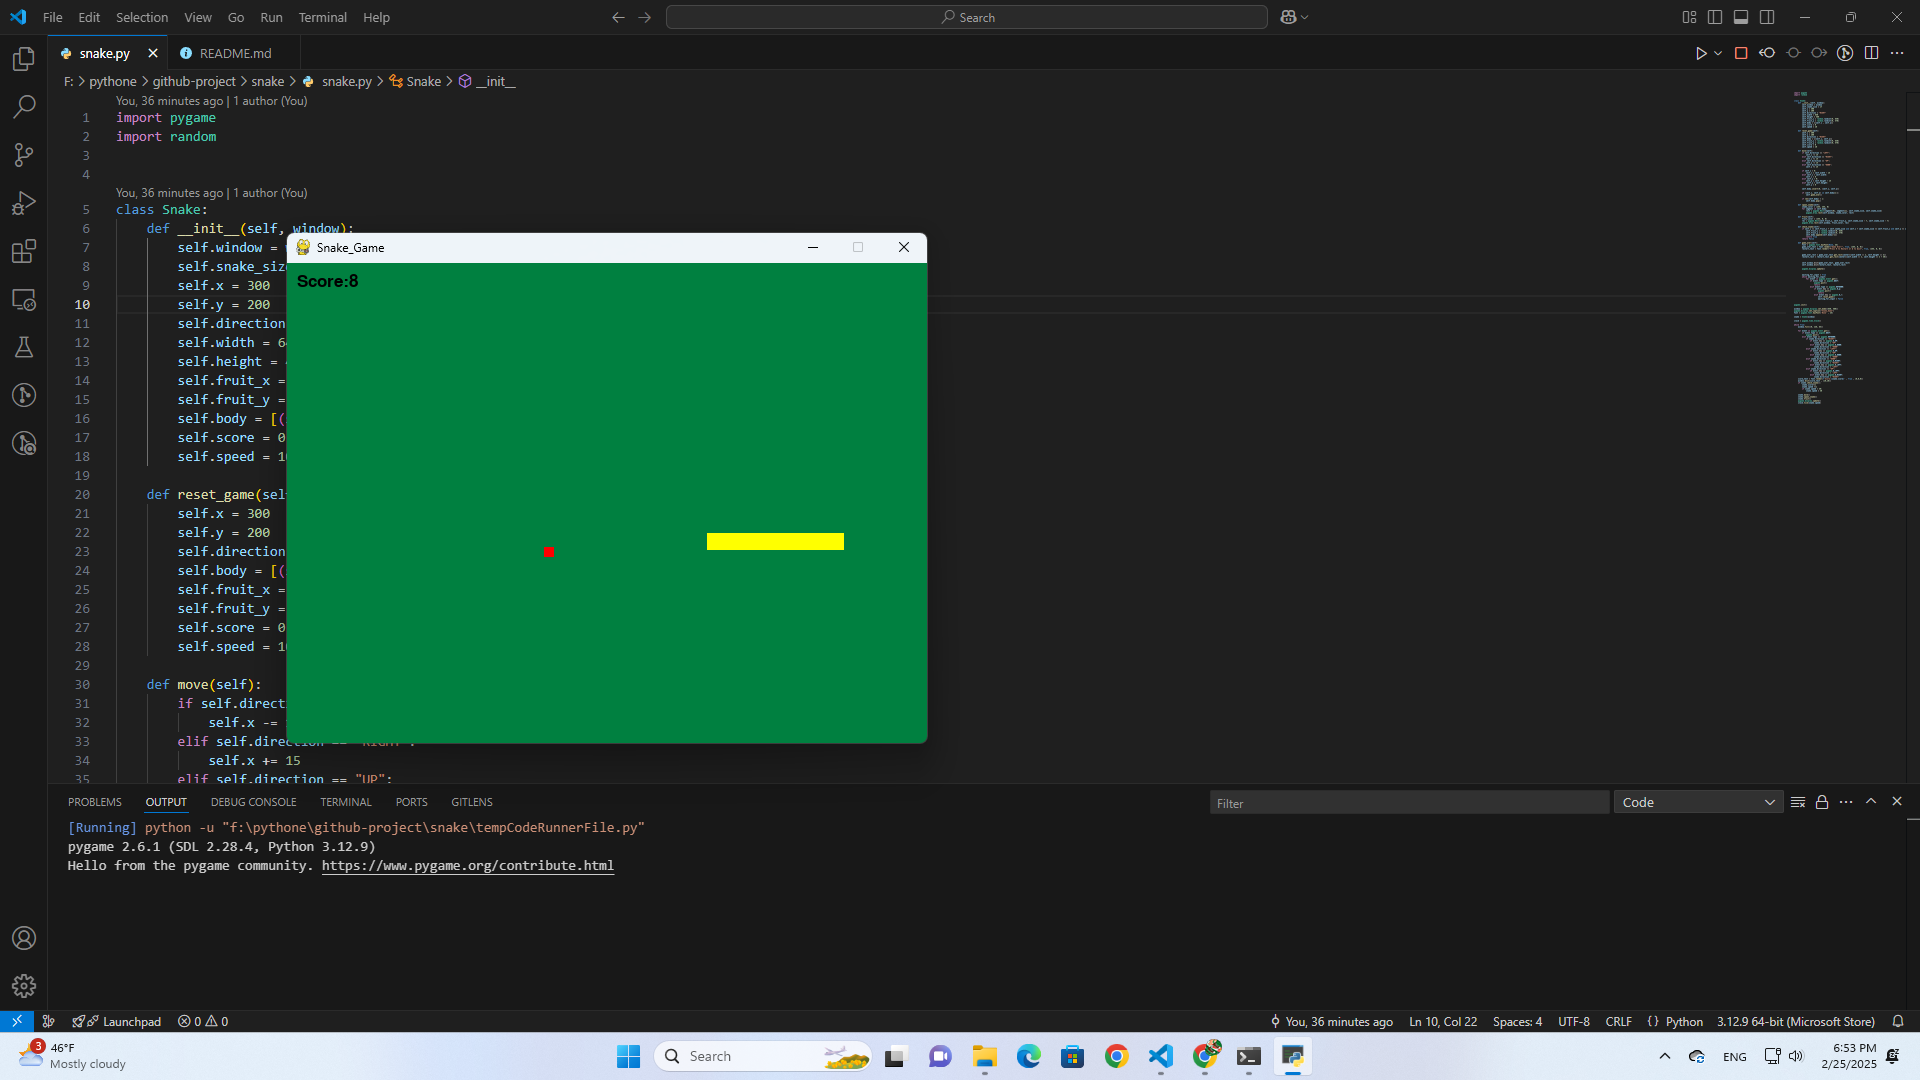 File Edit Selection View Go Run Terminal Help
Search
snake.py
README.md
F: > pythone > github-project > snake > snake.py > Snake > __init__
You, 36 minutes ago | 1 author (You)
1 import pygame
2 import random
3
4
You, 36 minutes ago | 1 author (You)
5 class Snake:
6 def __init__(self, window):
7 self.window =
8 self.snake_siz
9 self.x = 300
10 self.y = 200
11 self.direction
12 self.width = 6
13 self.height =
14 self.fruit_x =
15 self.fruit_y =
16 self.body = [(
17 self.score = 0
18 self.speed = 1
19
20 def reset_game(sel
21 self.x = 300
22 self.y = 200
23 self.direction
24 self.body = [(
25 self.fruit_x =
26 self.fruit_y =
27 self.score = 0
28 self.speed = 1
29
30 def move(self):
31 if self.direct
32 self.x -=
33 elif self.direction == "RIGHT":
34 self.x += 15
35 elif self.direction == "UP":
Snake_Game
Score:8
PROBLEMS OUTPUT DEBUG CONSOLE TERMINAL PORTS GITLENS
Filter
Code
[Running] python -u "f:\pythone\github-project\snake\tempCodeRunnerFile.py"
pygame 2.6.1 (SDL 2.28.4, Python 3.12.9)
Hello from the pygame community. https://www.pygame.org/contribute.html
Launchpad 0 0
You, 36 minutes ago Ln 10, Col 22 Spaces: 4 UTF-8 CRLF {} Python 3.12.9 64-bit (Microsoft Store)
3
46°F
Mostly cloudy
Search
ENG
6:53 PM
2/25/2025